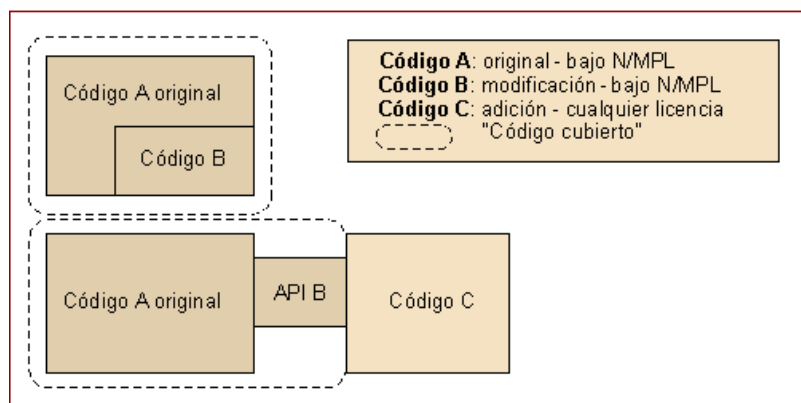 Código A original
Código B
Código A: original - bajo N/MPL
Código B: modificación - bajo N/MPL
Código C: adición - cualquier licencia
"Código cubierto"
Código A original
API B
Código C